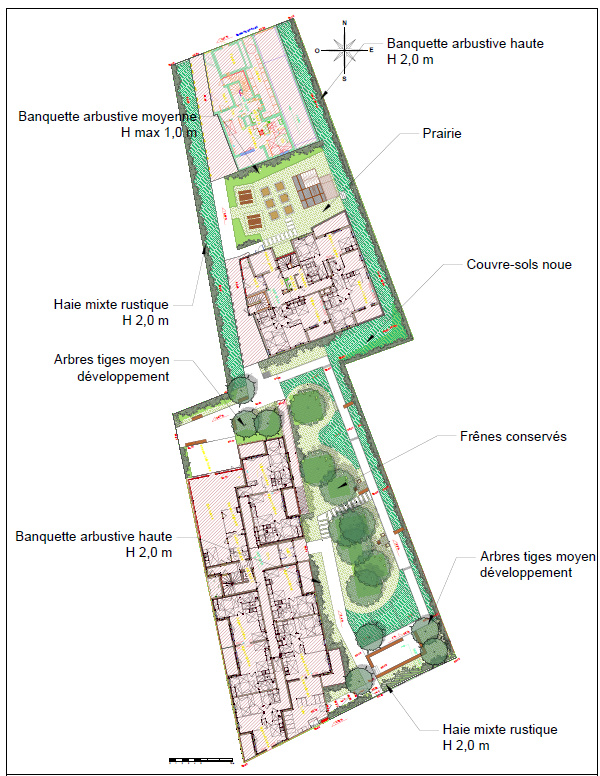 N
O
E
S
Banquette arbustive haute
H 2,0 m
Banquette arbustive moyenne
H max 1,0 m
Prairie
Couvre-sols noue
Haie mixte rustique
H 2,0 m
Arbres tiges moyen
développement
Frênes conservés
Banquette arbustive haute
H 2,0 m
Arbres tiges moyen
développement
Haie mixte rustique
H 2,0 m